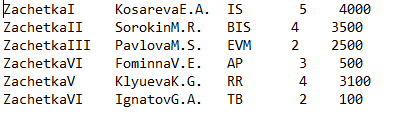 ZachetkaI KosarevaE.A. IS 5 4000
ZachetkaII SorokinM.R. BIS 4 3500
ZachetkaIII PavlovaM.S. EVM 2 2500
ZachetkaVI FominnaV.E. AP 3 500
ZachetkaV KlyuevaK.G. RR 4 3100
ZachetkaVI IgnatovG.A. TB 2 100